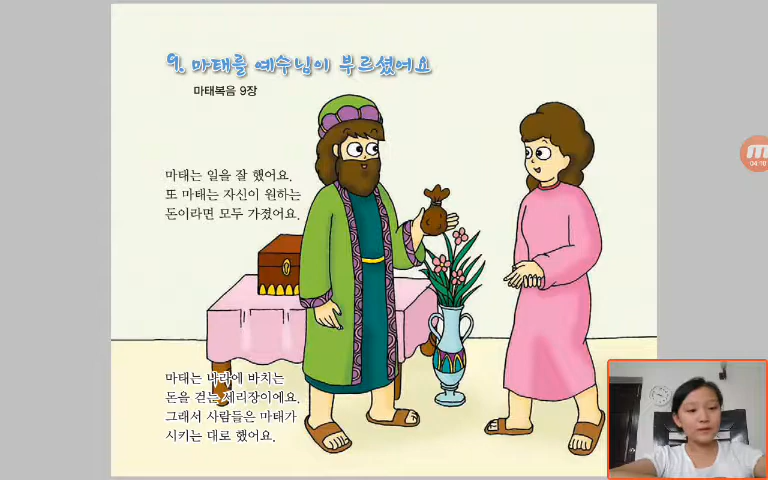 9. 마태를 예수님이 부르셨어요
마태복음 9장
마태는 일을 잘 했어요.
또 마태는 자신이 원하는
돈이라면 모두 가졌어요.
마태는 나라에 바치는
돈을 걷는 세리장이에요.
그래서 사람들은 마태가
시키는 대로 했어요.